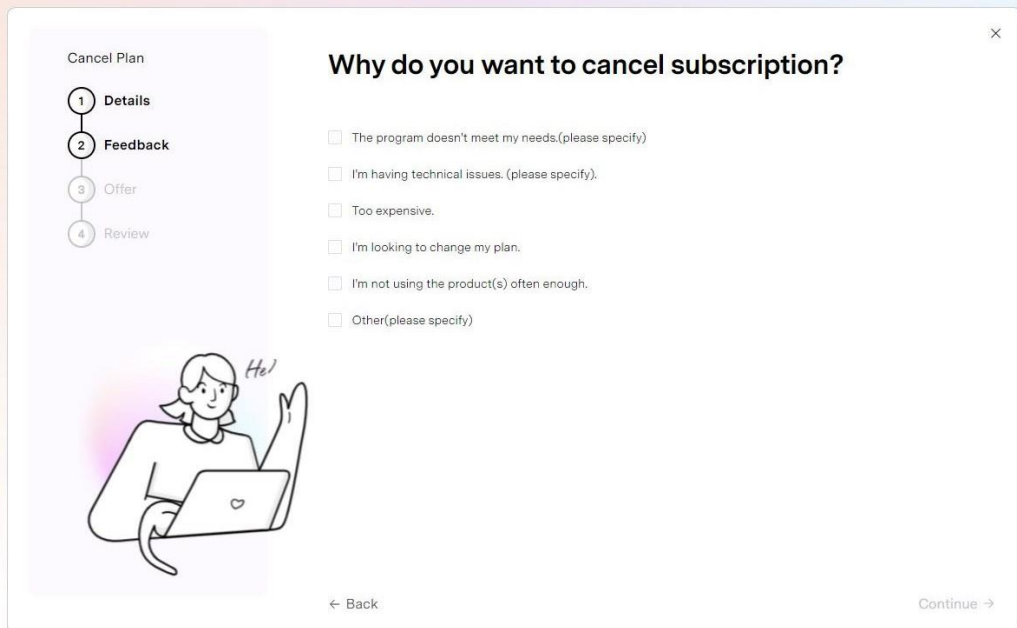 Cancel Plan
1 Details
2 Feedback
3 Offer
4 Review
Why do you want to cancel subscription?
The program doesn't meet my needs.(please specify)
I'm having technical issues. (please specify).
Too expensive.
I'm looking to change my plan.
I'm not using the product(s) often enough.
Other(please specify)
← Back
Continue →